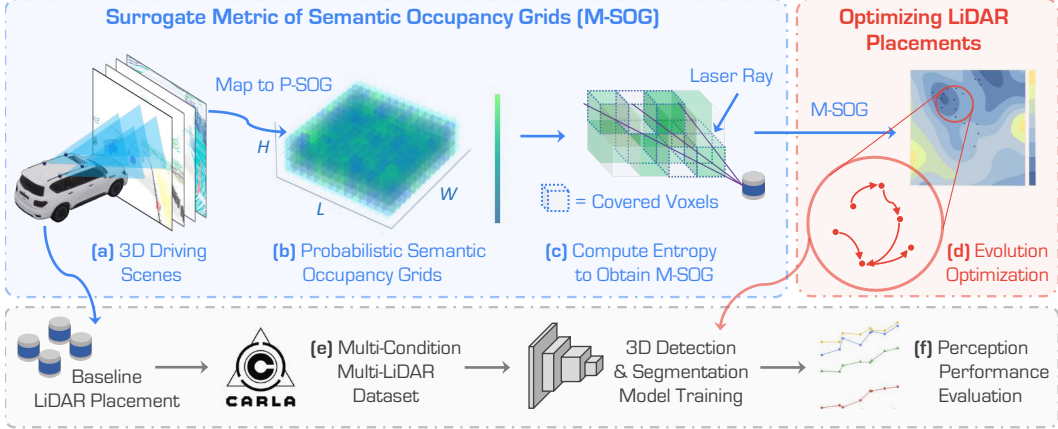 Surrogate Metric of Semantic Occupancy Grids (M-SOG)
Optimizing LiDAR
Placements
Map to P-SOG
Laser Ray
M-SOG
H
L
W
= Covered Voxels
(a) 3D Driving
Scenes
(b) Probabilistic Semantic
Occupancy Grids
(c) Compute Entropy
to Obtain M-SOG
(d) Evolution
Optimization
Baseline
LiDAR Placement
CARLA
(e) Multi-Condition
Multi-LiDAR
Dataset
3D Detection
& Segmentation
Model Training
(f) Perception
Performance
Evaluation